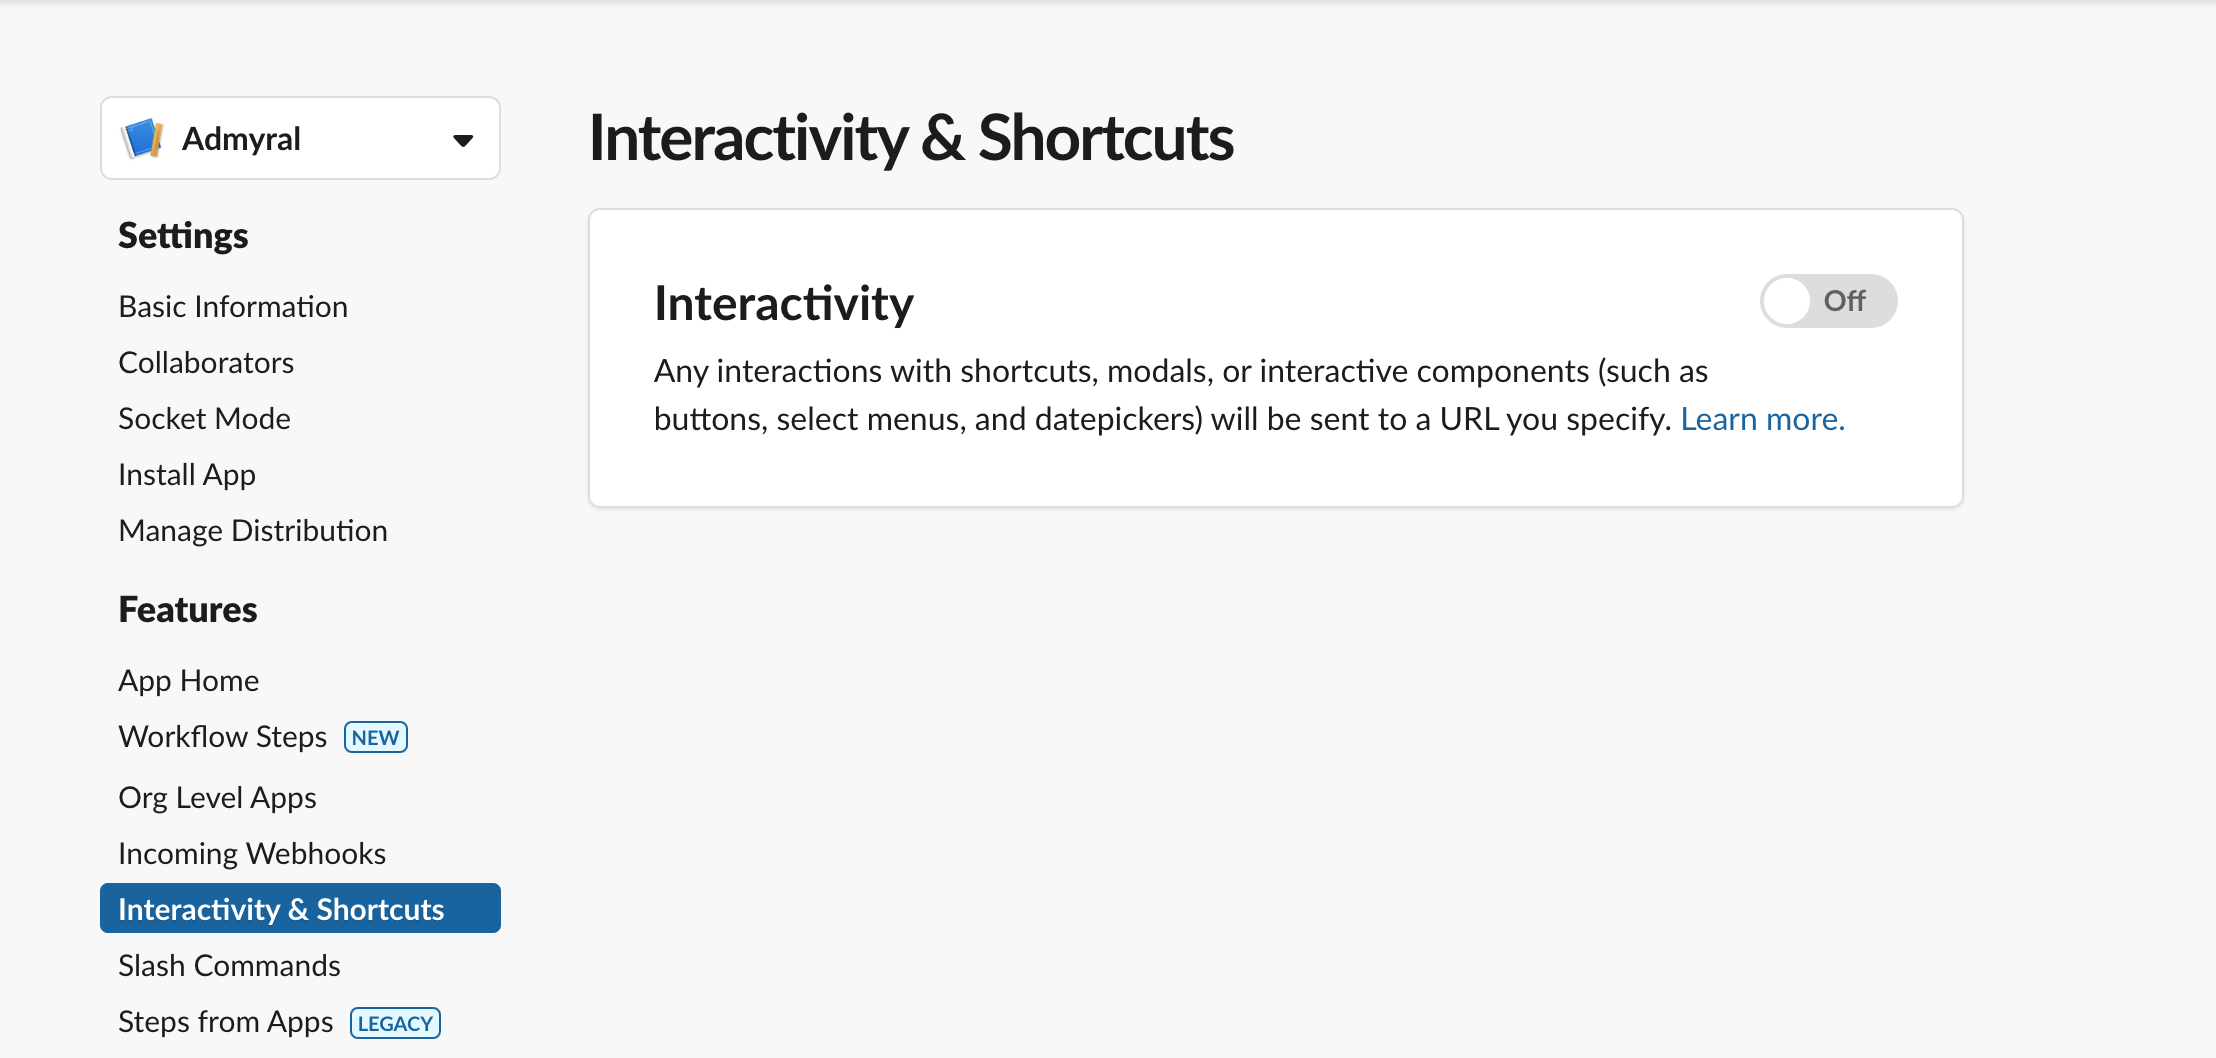 Admyral
Settings
Basic Information
Collaborators
Socket Mode
Install App
Manage Distribution
Features
App Home
Workflow Steps NEW
Org Level Apps
Incoming Webhooks
Interactivity & Shortcuts
Slash Commands
Steps from Apps LEGACY
Interactivity & Shortcuts
Interactivity
Off
Any interactions with shortcuts, modals, or interactive components (such as
buttons, select menus, and datepickers) will be sent to a URL you specify. Learn more.